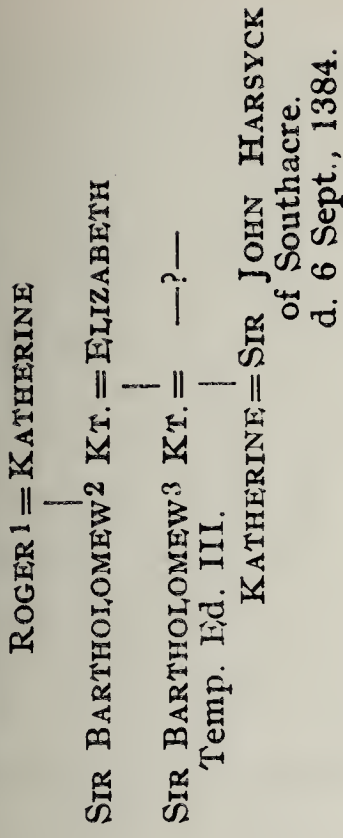 ROGER¹=KATHERINE
SIR BARTHOLOMEW² KT.=ELIZABETH
SIR BARTHOLOMEW³ KT.= —?—
Temp. Ed. III.
KATHERINE=SIR JOHN HARSYCK
of Southacre.
d. 6 Sept., 1384.